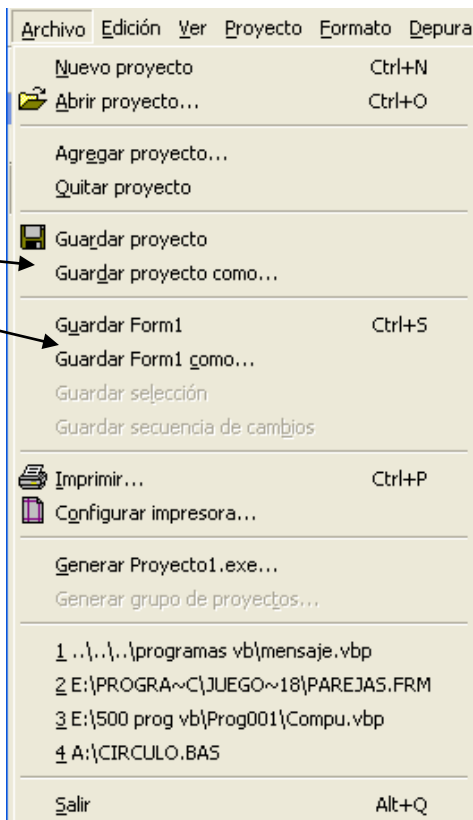 Archivo Edición Ver Proyecto Formato Depura
Nuevo proyecto Ctrl+N
Abrir proyecto... Ctrl+O
Agregar proyecto...
Quitar proyecto
Guardar proyecto
Guardar proyecto como...
Guardar Form1 Ctrl+S
Guardar Form1 como...
Guardar selección
Guardar secuencia de cambios
Imprimir... Ctrl+P
Configurar impresora...
Generar Proyecto1.exe...
Generar grupo de proyectos...
1 ..\..\..\programas vb\mensaje.vbp
2 E:\PROGRA~C\JUEGO~18\PAREJAS.FRM
3 E:\500 prog vb\Prog001\Compu.vbp
4 A:\CIRCULO.BAS
Salir Alt+Q